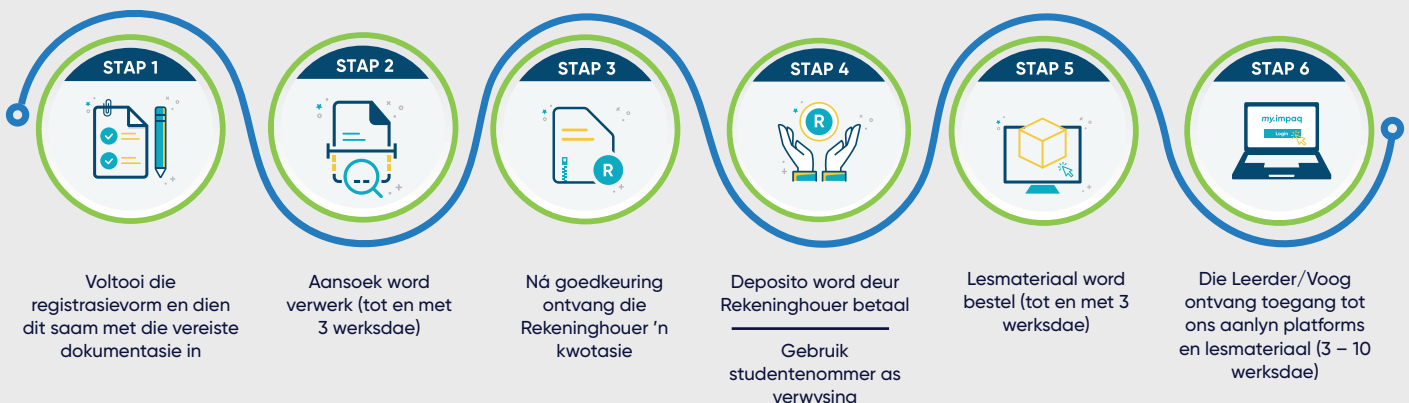 STAP 1
Voltooi die
registrasievorm en dien
dit saam met die vereiste
dokumentasie in
STAP 2
Aansoek word
verwerk (tot en met
3 werksdae)
STAP 3
R
Ná goedkeuring
ontvang die
Rekeninghouer 'n
kwotasie
STAP 4
R
Deposito word deur
Rekeninghouer betaal
Gebruik
studentenommer as
verwysing
STAP 5
Lesmateriaal word
bestel (tot en met 3
werksdae)
STAP 6
my.impaq
Login
Die Leerder/Voog
ontvang toegang tot
ons aanlyn platforms
en lesmateriaal (3 – 10
werksdae)